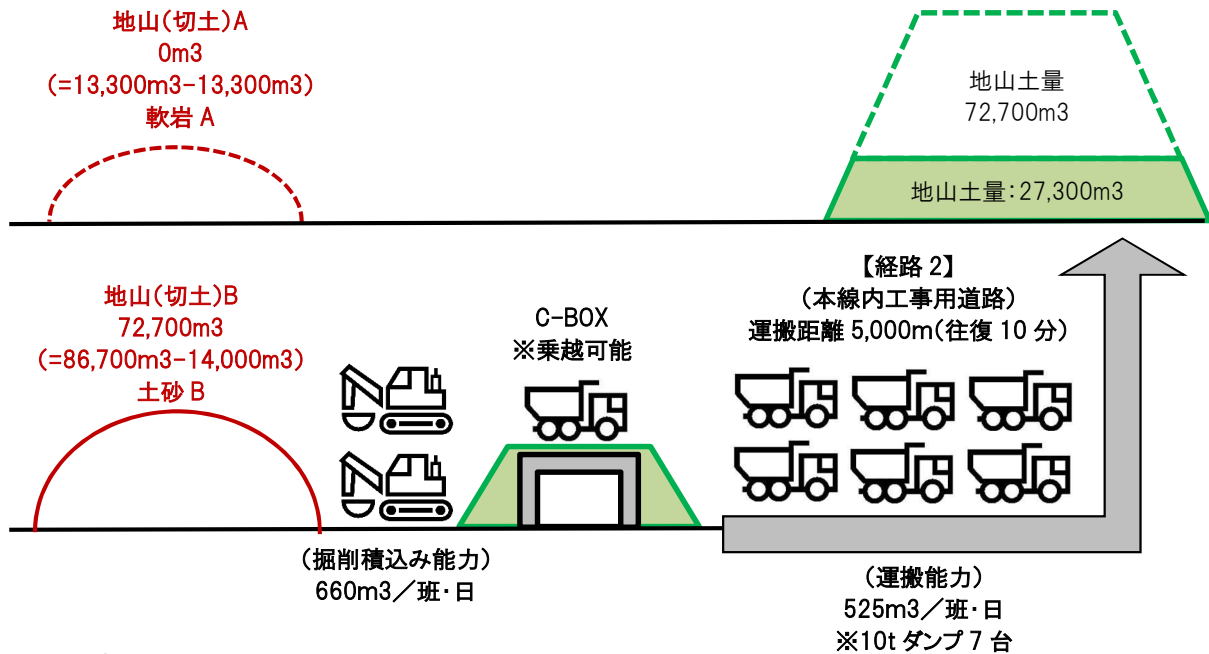 地山(切土)A
0m3
(=13,300m3-13,300m3)
軟岩 A
地山土量
72,700m3
地山土量:27,300m3
地山(切土)B
72,700m3
(=86,700m3-14,000m3)
土砂 B
C-BOX
※乗越可能
【経路 2】
(本線内工事用道路)
運搬距離 5,000m(往復 10 分)
(掘削積込み能力)
660m3/班・日
(運搬能力)
525m3/班・日
※10t ダンプ 7 台